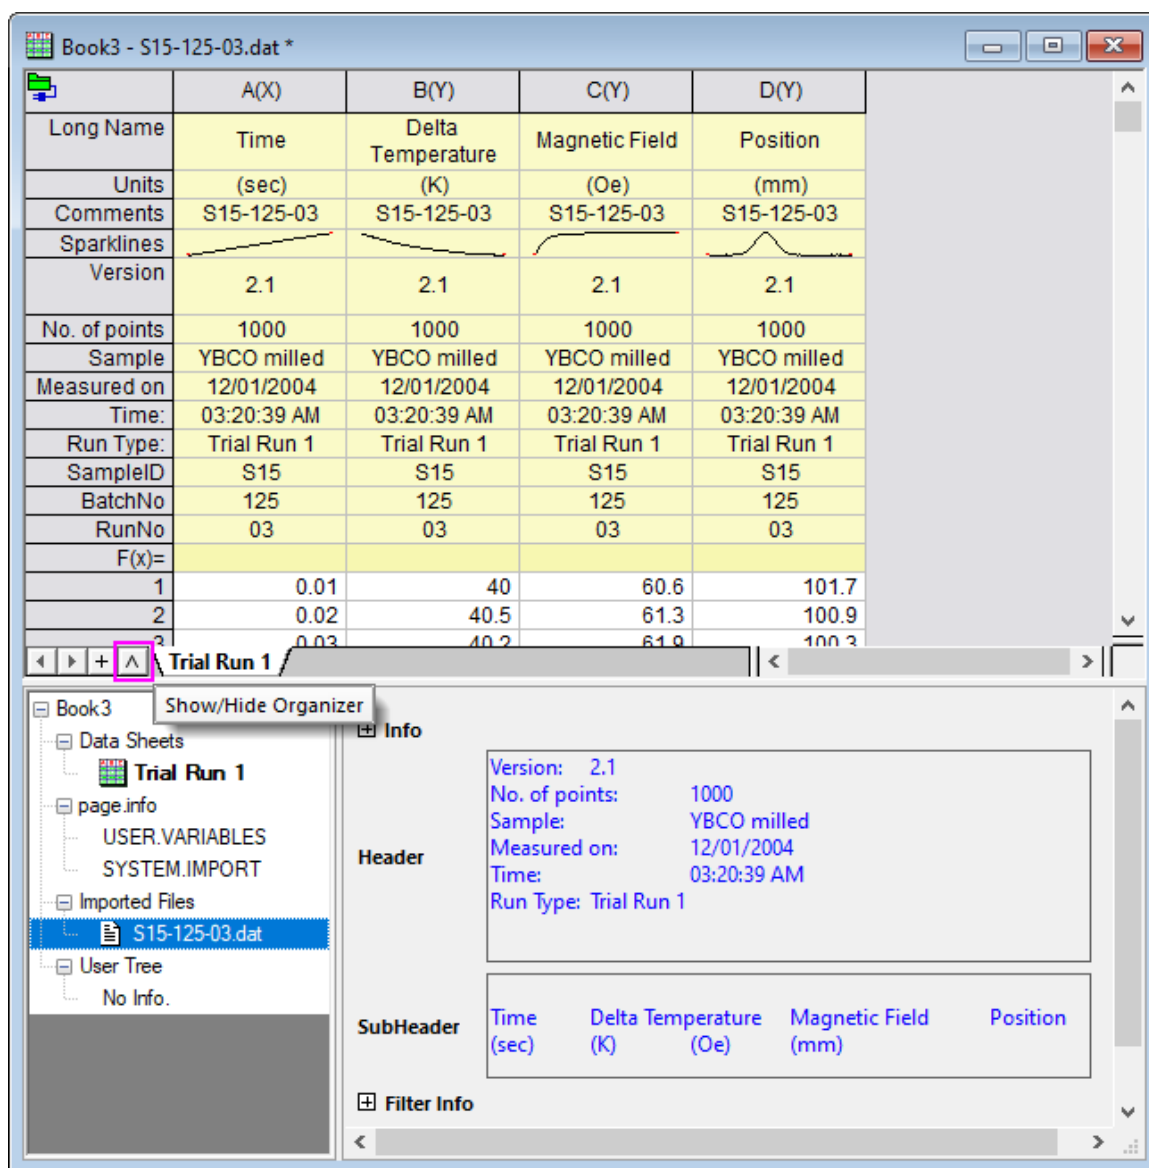 Book3 - S15-125-03.dat *
A(X) B(Y) C(Y) D(Y)
Long Name Time Delta Temperature Magnetic Field Position
Units (sec) (K) (Oe) (mm)
Comments S15-125-03 S15-125-03 S15-125-03 S15-125-03
Sparklines
Version 2.1 2.1 2.1 2.1
No. of points 1000 1000 1000 1000
Sample YBCO milled YBCO milled YBCO milled YBCO milled
Measured on 12/01/2004 12/01/2004 12/01/2004 12/01/2004
Time: 03:20:39 AM 03:20:39 AM 03:20:39 AM 03:20:39 AM
Run Type: Trial Run 1 Trial Run 1 Trial Run 1 Trial Run 1
SampleID S15 S15 S15 S15
BatchNo 125 125 125 125
RunNo 03 03 03 03
F(x)=
1 0.01 40 60.6 101.7
2 0.02 40.5 61.3 100.9
3 0.03 40.2 61.9 100.3
Trial Run 1
Show/Hide Organizer
Book3
Data Sheets
Trial Run 1
page.info
USER.VARIABLES
SYSTEM.IMPORT
Imported Files
S15-125-03.dat
User Tree
No Info.
Info
Header
Version: 2.1
No. of points: 1000
Sample: YBCO milled
Measured on: 12/01/2004
Time: 03:20:39 AM
Run Type: Trial Run 1
SubHeader
Time Delta Temperature Magnetic Field Position
(sec) (K) (Oe) (mm)
Filter Info